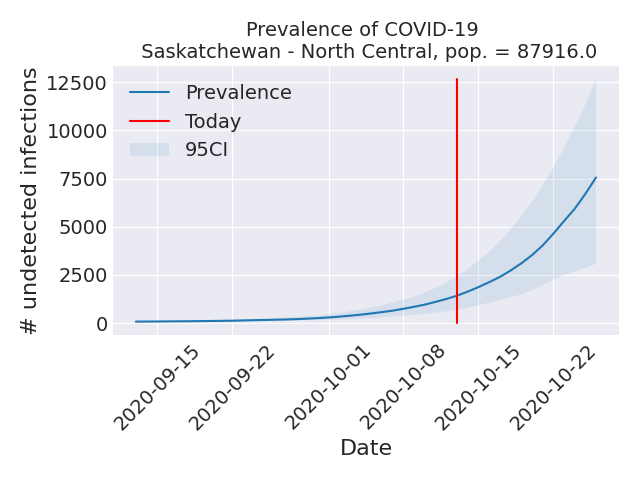 Prevalence of COVID-19
Saskatchewan - North Central, pop. = 87916.0
# undetected infections
12500
10000
7500
5000
2500
0
Prevalence
Today
95CI
2020-09-15
2020-09-22
2020-10-01
2020-10-08
2020-10-15
2020-10-22
Date